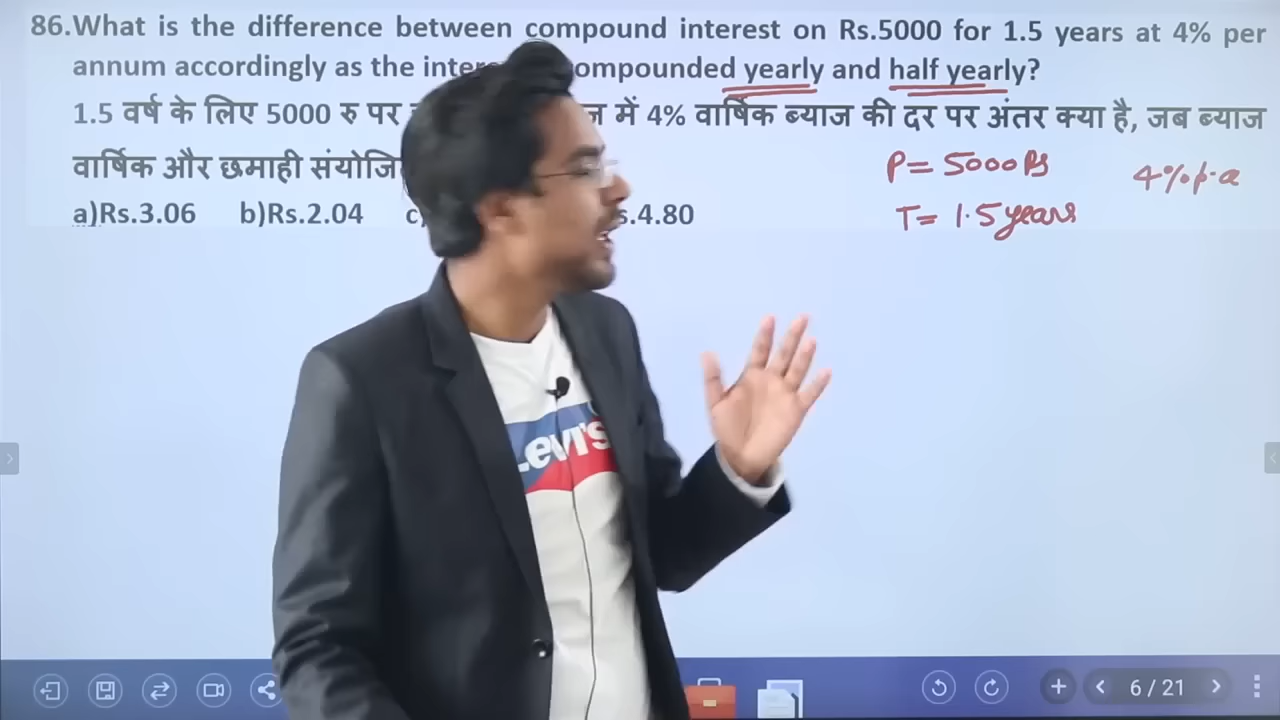 86.What is the difference between compound interest on Rs.5000 for 1.5 years at 4% per
annum accordingly as the compounded yearly and half yearly?
1.5 वर्ष के लिए 5000 रु पर में 4% वार्षिक ब्याज की दर पर अंतर क्या है, जब ब्याज
वार्षिक और छमाही
a)Rs.3.06 b)Rs.2.04 4.80
P= 5000 Rs 4% p.a
T= 1.5 years
Levi's
6 / 21